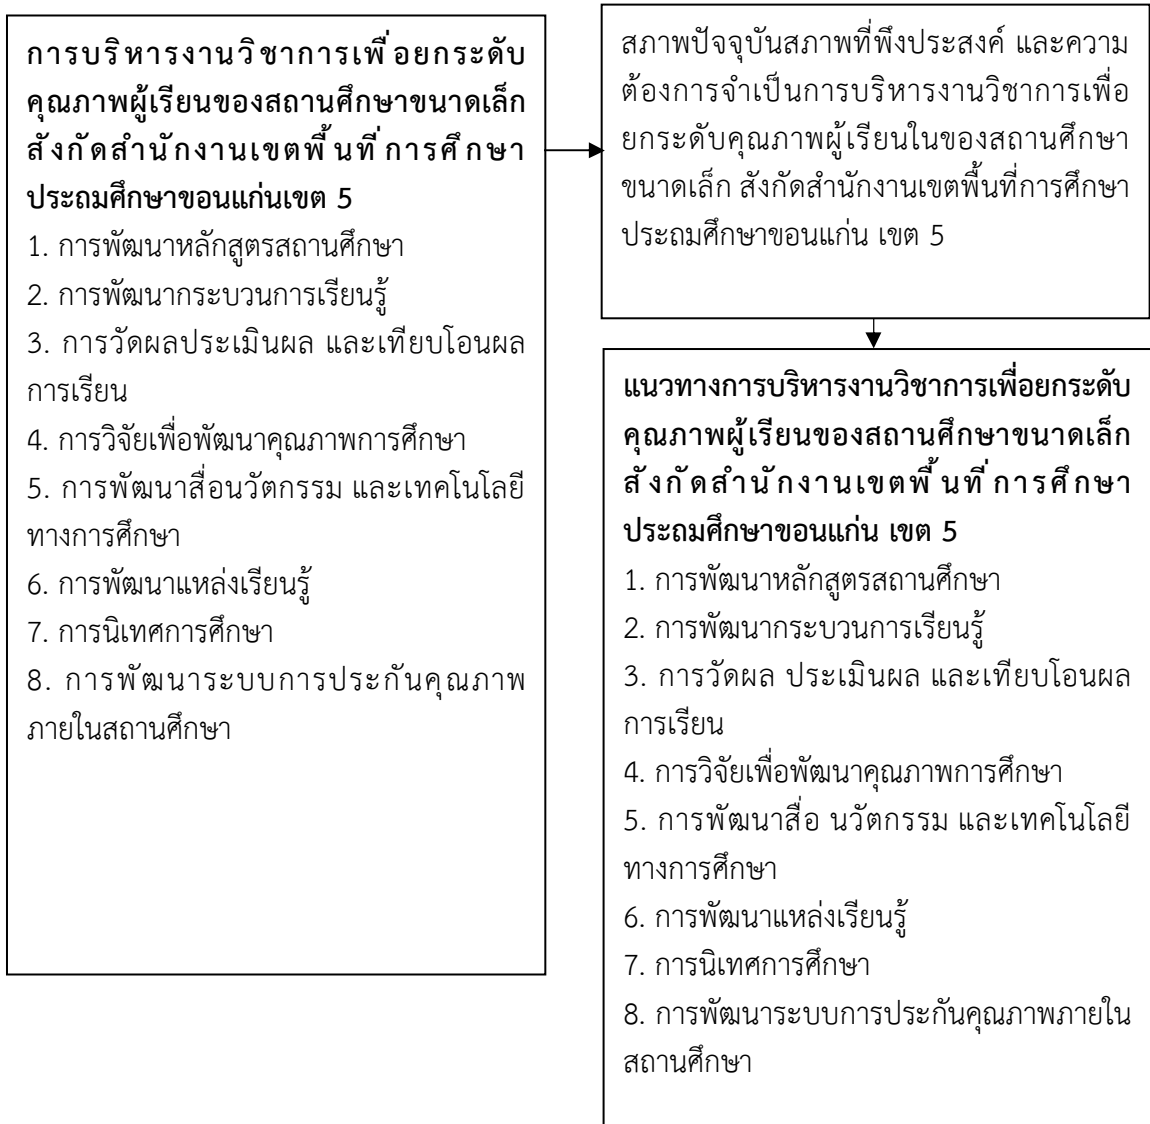 การบริหารงานวิชาการเพื่อยกระดับ
คุณภาพผู้เรียนของสถานศึกษาขนาดเล็ก
สังกัดสำนักงานเขตพื้นที่การศึกษา
ประถมศึกษาขอนแก่นเขต 5
1. การพัฒนาหลักสูตรสถานศึกษา
2. การพัฒนากระบวนการเรียนรู้
3. การวัดผลประเมินผล และเทียบโอนผล
การเรียน
4. การวิจัยเพื่อพัฒนาคุณภาพการศึกษา
5. การพัฒนาสื่อนวัตกรรม และเทคโนโลยี
ทางการศึกษา
6. การพัฒนาแหล่งเรียนรู้
7. การนิเทศการศึกษา
8. การพัฒนาระบบการประกันคุณภาพ
ภายในสถานศึกษา
สภาพปัจจุบันสภาพที่พึงประสงค์ และความ
ต้องการจำเป็นการบริหารงานวิชาการเพื่อ
ยกระดับคุณภาพผู้เรียนในของสถานศึกษา
ขนาดเล็ก สังกัดสำนักงานเขตพื้นที่การศึกษา
ประถมศึกษาขอนแก่น เขต 5
แนวทางการบริหารงานวิชาการเพื่อยกระดับ
คุณภาพผู้เรียนของสถานศึกษาขนาดเล็ก
สังกัดสำนักงานเขตพื้นที่การศึกษา
ประถมศึกษาขอนแก่น เขต 5
1. การพัฒนาหลักสูตรสถานศึกษา
2. การพัฒนากระบวนการเรียนรู้
3. การวัดผล ประเมินผล และเทียบโอนผล
การเรียน
4. การวิจัยเพื่อพัฒนาคุณภาพการศึกษา
5. การพัฒนาสื่อ นวัตกรรม และเทคโนโลยี
ทางการศึกษา
6. การพัฒนาแหล่งเรียนรู้
7. การนิเทศการศึกษา
8. การพัฒนาระบบการประกันคุณภาพภายใน
สถานศึกษา